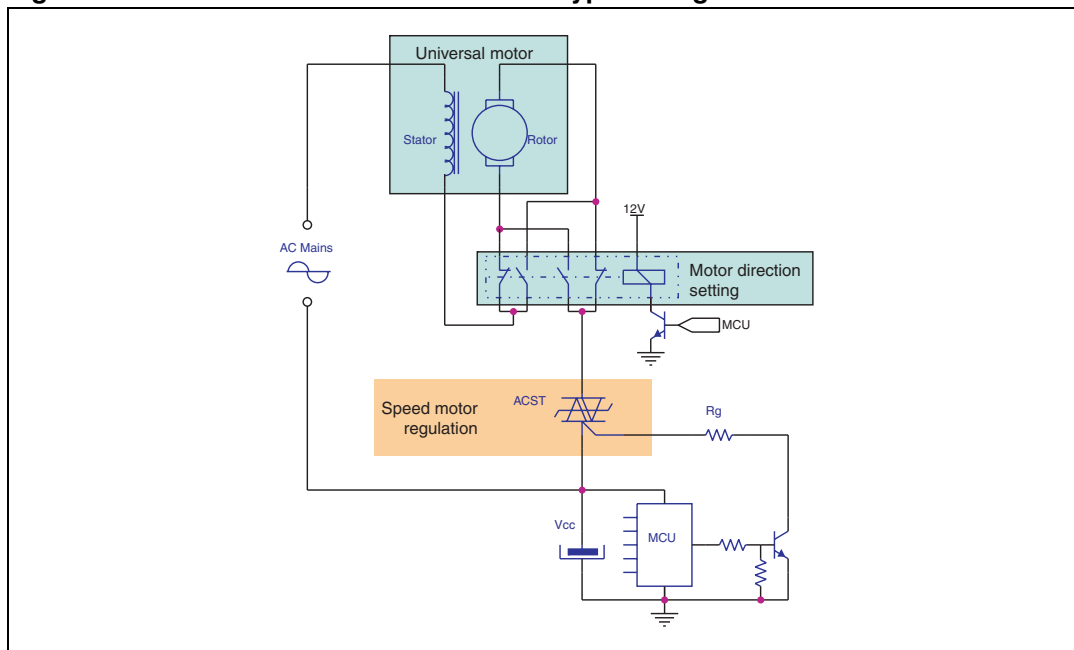 Universal motor
Stator
Rotor
12V
AC Mains
Motor direction
setting
MCU
ACST
Speed motor
regulation
Rg
Vcc
MCU